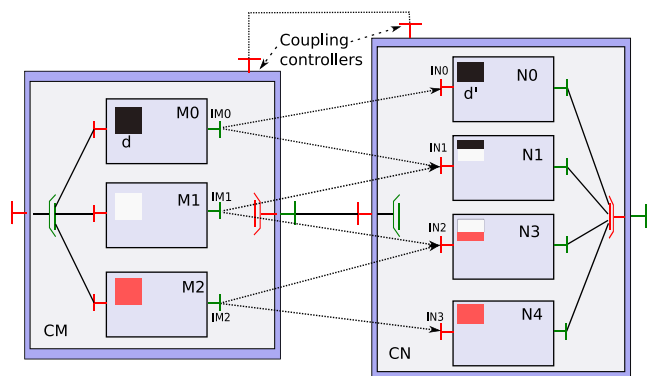 Coupling
controllers
M0
IM0
d
M1
IM1
M2
IM2
CM
IN0
N0
d'
IN1
N1
IN2
N3
IN3
N4
CN